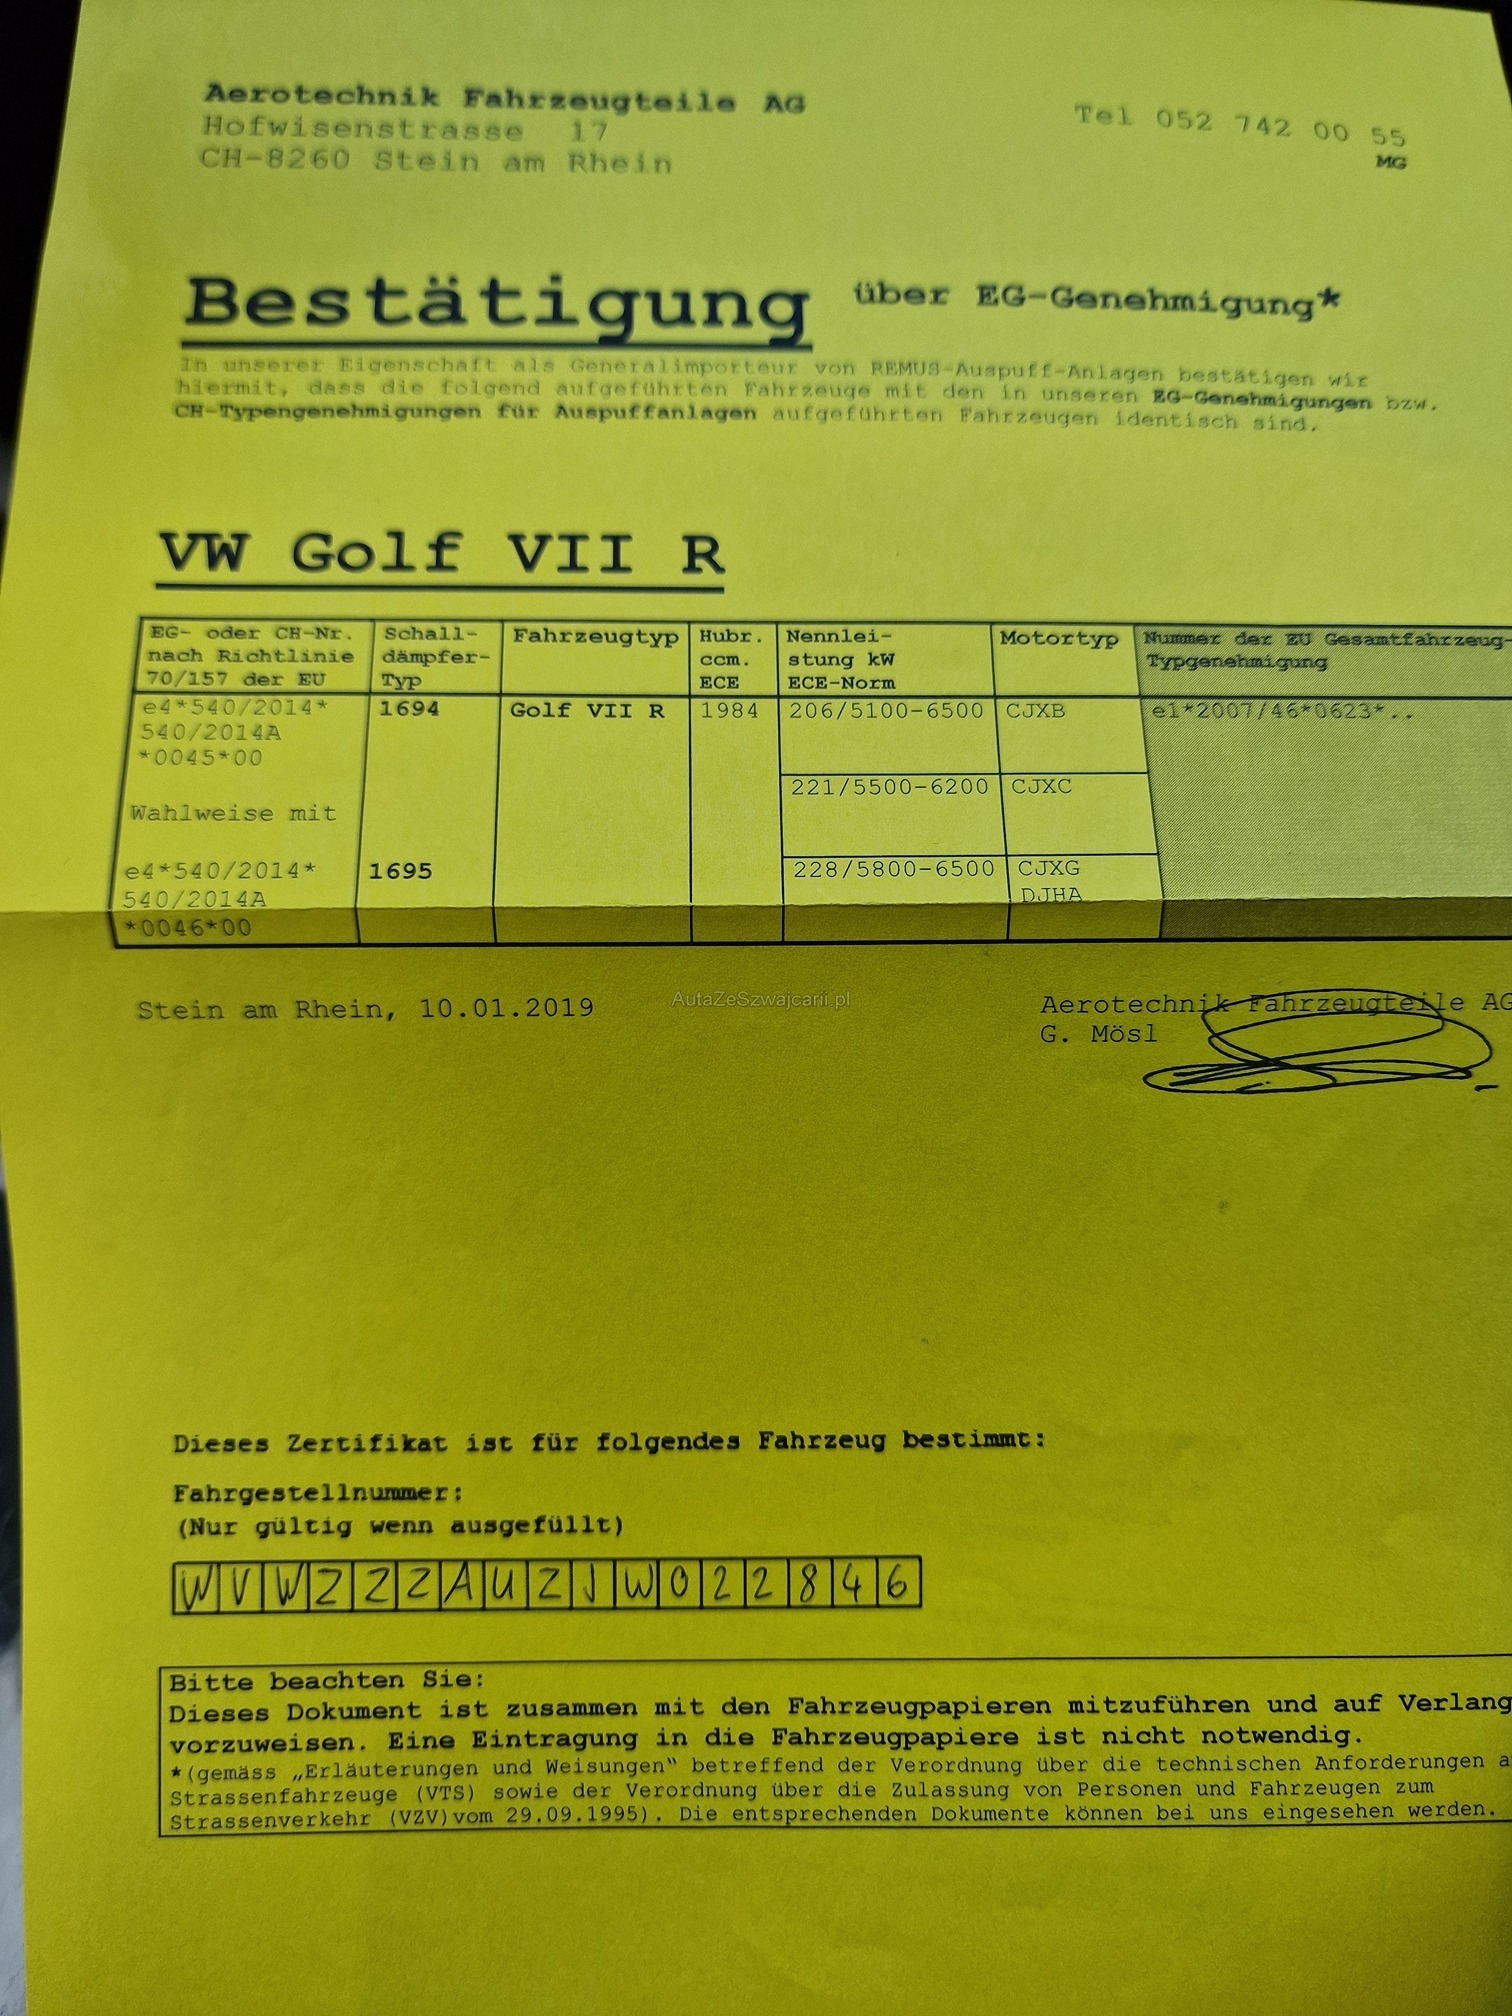 Aerotechnik Fahrzeugteile AG
Hofwisenstrasse 17
CH-8260 Stein am Rhein
Tel 052 742 00 55
MG
Bestätigung über EG-Genehmigung*
In unserer Eigenschaft als Generalimporteur von REMUS-Auspuff-Anlagen bestätigen wir
hiermit, dass die folgend aufgeführten Fahrzeuge mit den in unseren EG-Genehmigungen bzw.
CH-Typengenehmigungen für Auspuffanlagen aufgeführten Fahrzeugen identisch sind.
VW Golf VII R
EG- oder CH-Nr. nach Richtlinie 70/157 der EU
Schall-dämpfer-Typ
Fahrzeugtyp
Hubr. ccm. ECE
Nennlei-stung kW ECE-Norm
Motortyp
Nummer der EU Gesamtfahrzeug-
Typgenehmigung
e4*540/2014* 1694 Golf VII R 1984 206/5100-6500 CJXB e1*2007/46*0623*..
540/2014A
*0045*00
221/5500-6200 CJXC
Wahlweise mit
e4*540/2014* 1695 228/5800-6500 CJXG
540/2014A DJHA
*0046*00
Stein am Rhein, 10.01.2019
AutaZeSzwajcarii.pl
Aerotechnik Fahrzeugteile AG
G. Mösl
Dieses Zertifikat ist für folgendes Fahrzeug bestimmt:
Fahrgestellnummer:
(Nur gültig wenn ausgefüllt)
WVWZZZAUZJW022846
Bitte beachten Sie:
Dieses Dokument ist zusammen mit den Fahrzeugpapieren mitzuführen und auf Verlang
vorzuweisen. Eine Eintragung in die Fahrzeugpapiere ist nicht notwendig.
*(gemäss „Erläuterungen und Weisungen" betreffend der Verordnung über die technischen Anforderungen a
Strassenfahrzeuge (VTS) sowie der Verordnung über die Zulassung von Personen und Fahrzeugen zum
Strassenverkehr (VZV)vom 29.09.1995). Die entsprechenden Dokumente können bei uns eingesehen werden.